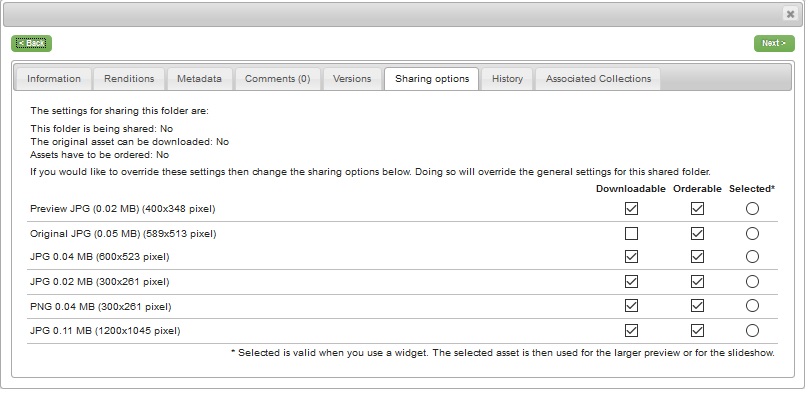 < Back Next >
Information Renditions Metadata Comments (0) Versions Sharing options History Associated Collections
The settings for sharing this folder are:
This folder is being shared: No
The original asset can be downloaded: No
Assets have to be ordered: No
If you would like to override these settings then change the sharing options below. Doing so will override the general settings for this shared folder.
Downloadable Orderable Selected*
Preview JPG (0.02 MB) (400x348 pixel)
Original JPG (0.05 MB) (589x513 pixel)
JPG 0.04 MB (600x523 pixel)
JPG 0.02 MB (300x261 pixel)
PNG 0.04 MB (300x261 pixel)
JPG 0.11 MB (1200x1045 pixel)
* Selected is valid when you use a widget. The selected asset is then used for the larger preview or for the slideshow.